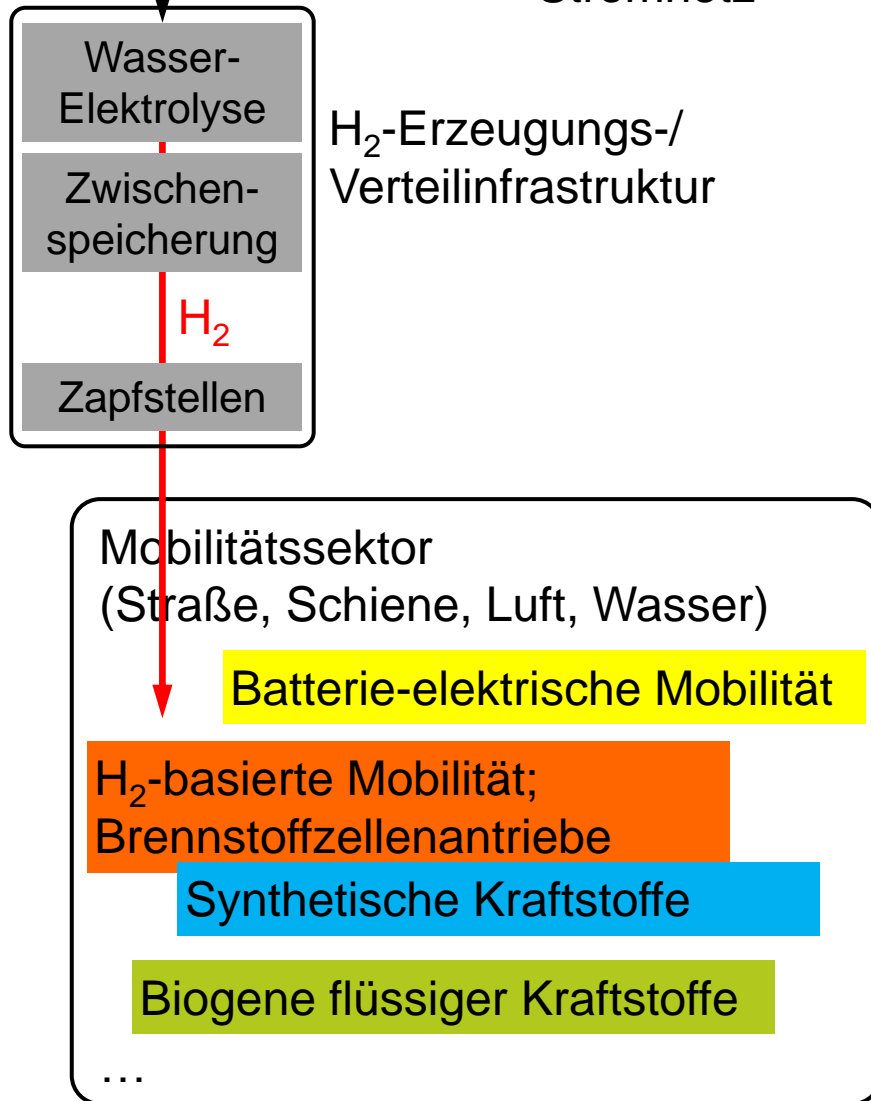 Stromnetz
Wasser-
Elektrolyse
H₂-Erzeugungs-/
Verteilinfrastruktur
Zwischen-
speicherung
H₂
Zapfstellen
Mobilitätssektor
(Straße, Schiene, Luft, Wasser)
Batterie-elektrische Mobilität
H₂-basierte Mobilität;
Brennstoffzellenantriebe
Synthetische Kraftstoffe
Biogene flüssiger Kraftstoffe
…